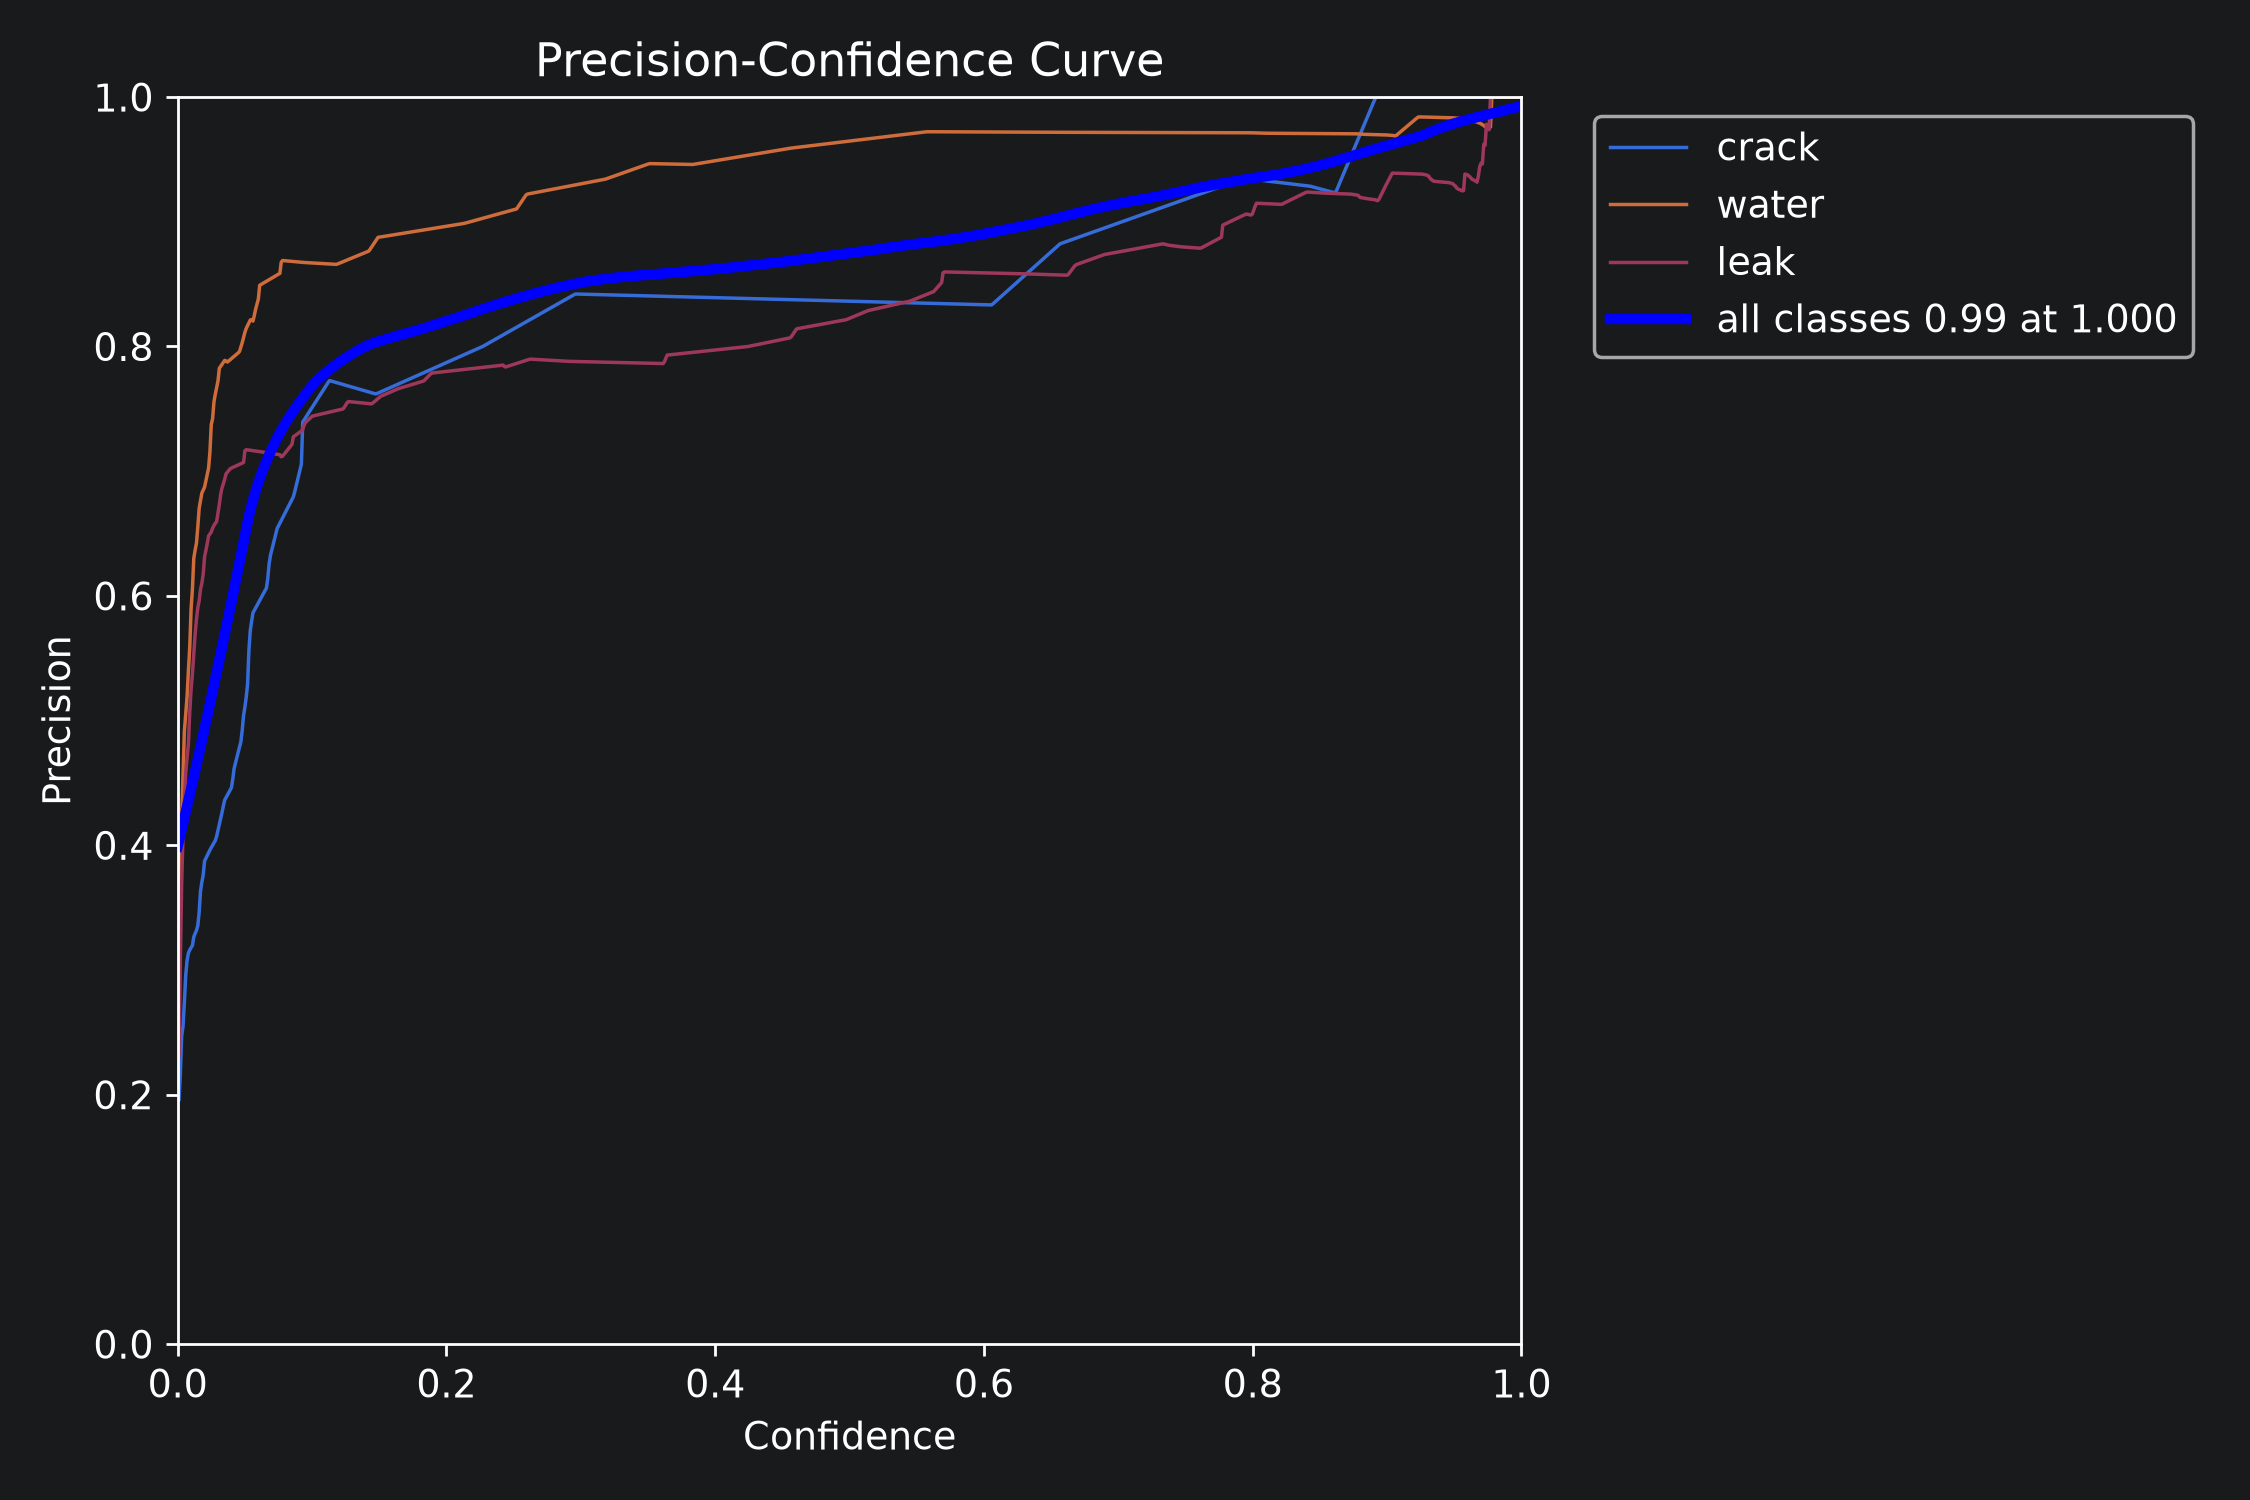 Precision-Confidence Curve
1.0
0.8
0.6
0.4
0.2
0.0
Precision
0.0 0.2 0.4 0.6 0.8 1.0
Confidence
crack
water
leak
all classes 0.99 at 1.000